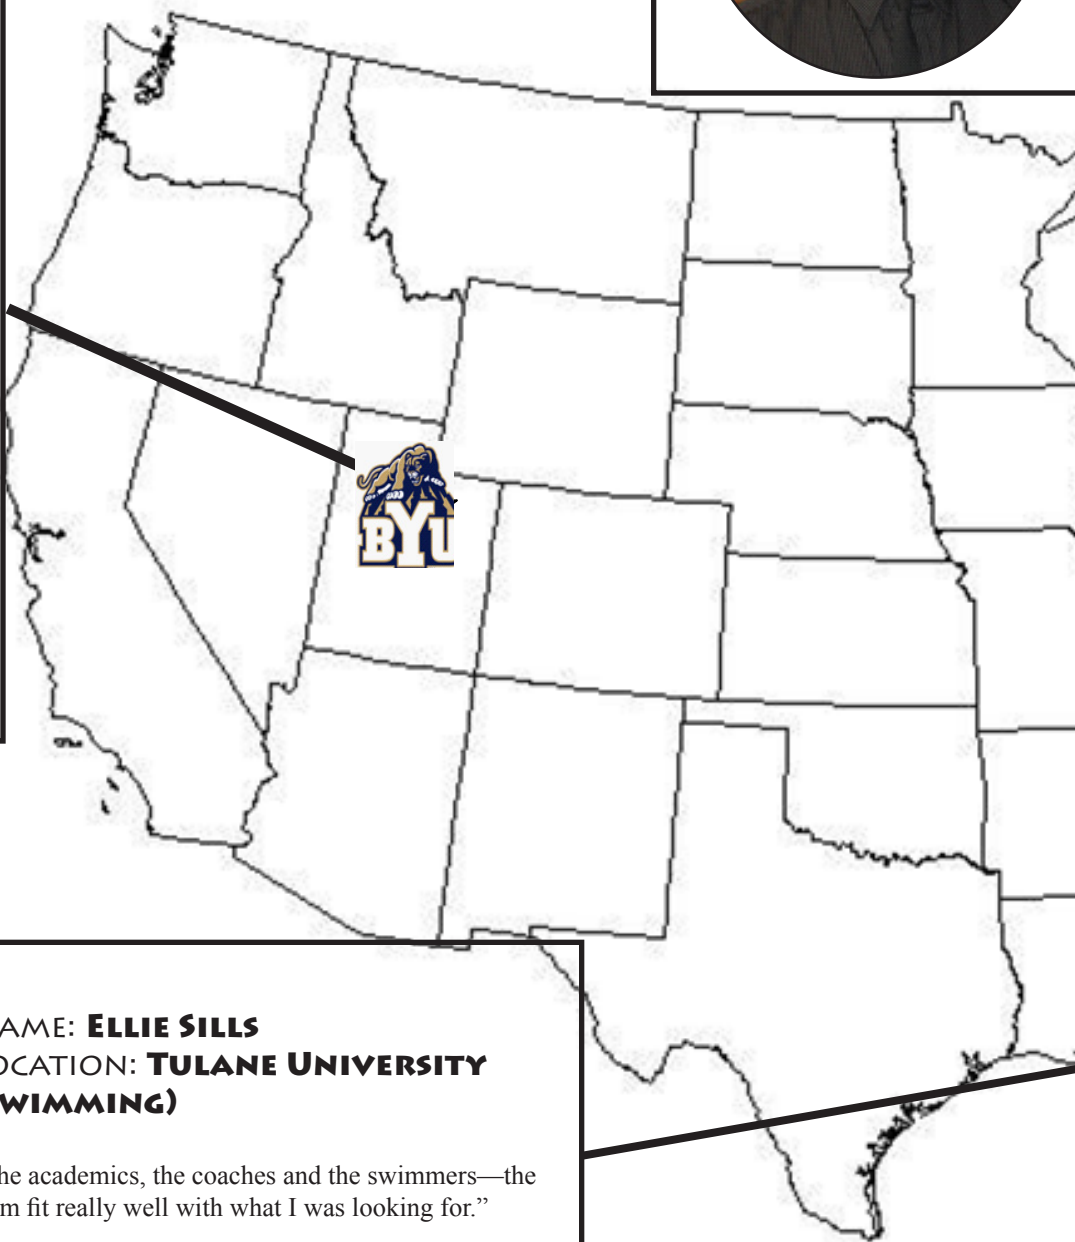 BYU
AME: ELLIE SILLS
OCATION: TULANE UNIVERSITY
WIMMING)
he academics, the coaches and the swimmers—the
m fit really well with what I was looking for.”